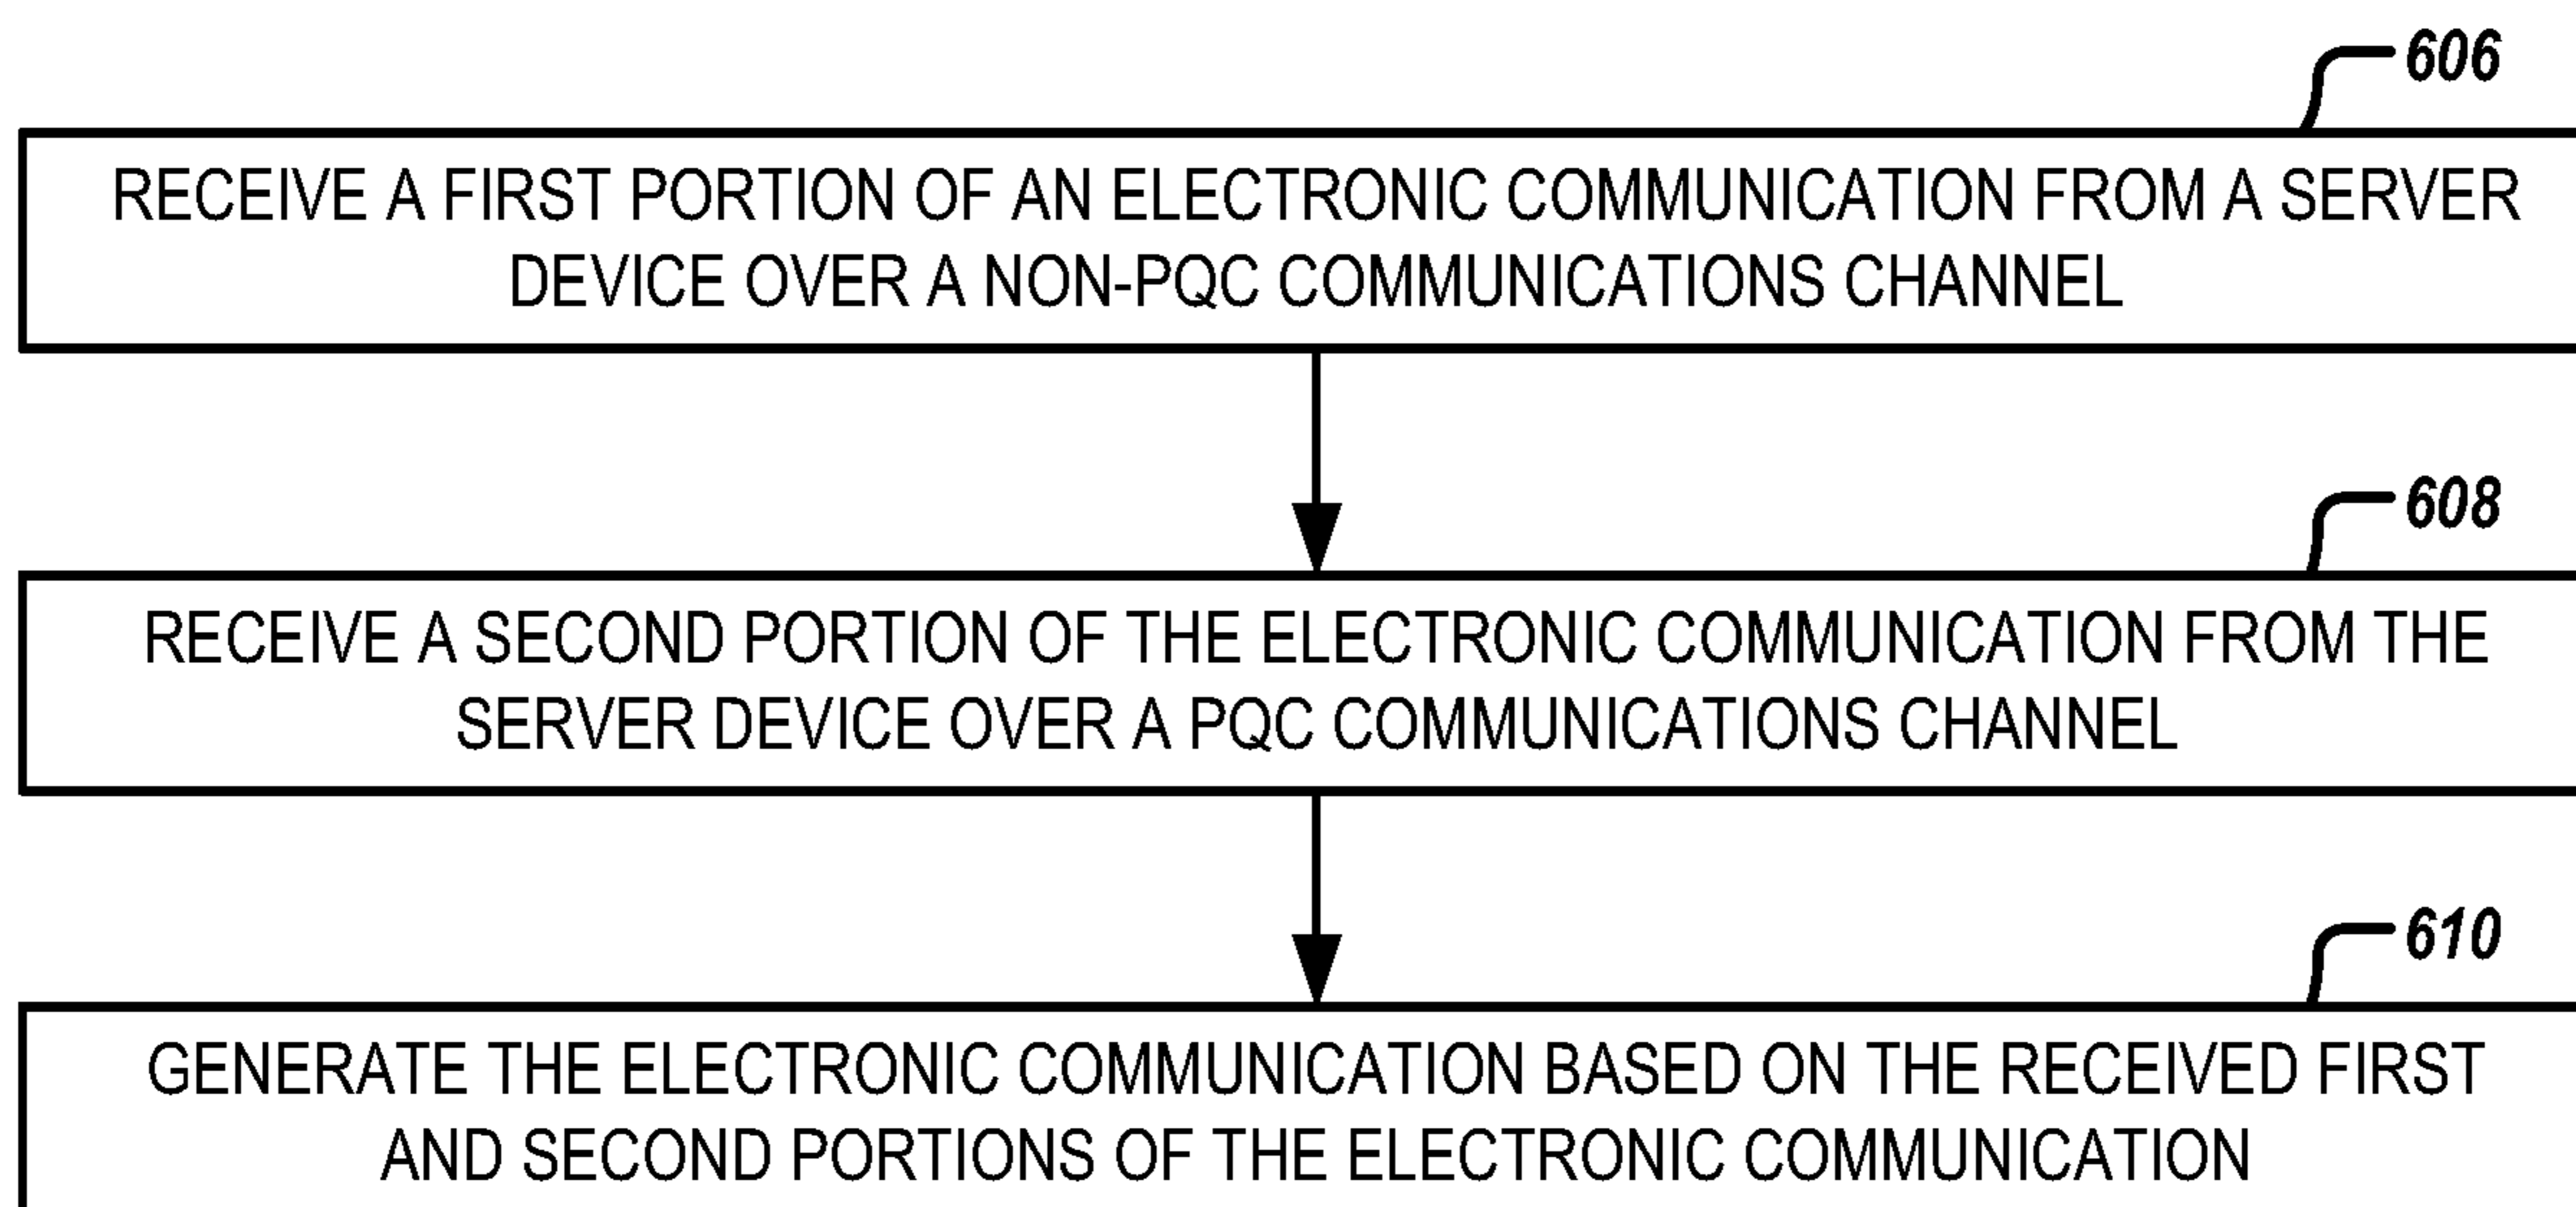 606
RECEIVE A FIRST PORTION OF AN ELECTRONIC COMMUNICATION FROM A SERVER
DEVICE OVER A NON-PQC COMMUNICATIONS CHANNEL
608
RECEIVE A SECOND PORTION OF THE ELECTRONIC COMMUNICATION FROM THE
SERVER DEVICE OVER A PQC COMMUNICATIONS CHANNEL
610
GENERATE THE ELECTRONIC COMMUNICATION BASED ON THE RECEIVED FIRST
AND SECOND PORTIONS OF THE ELECTRONIC COMMUNICATION